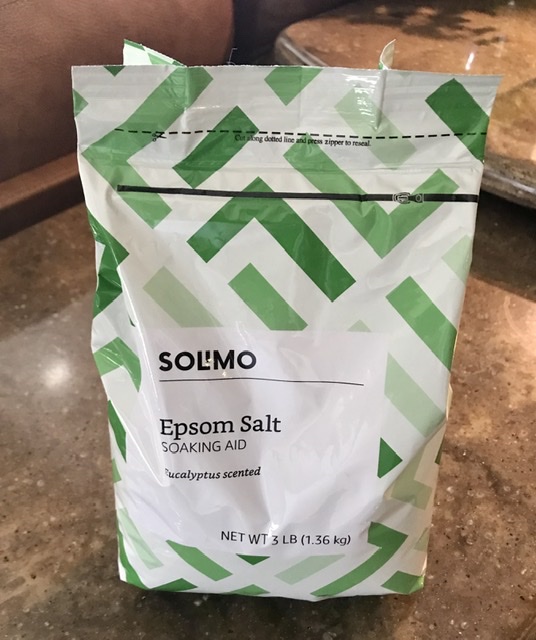 Cut along dotted line and press zipper to reseal.
SOLIMO
Epsom Salt
SOAKING AID
Eucalyptus scented
NET WT 3 LB (1.36 kg)